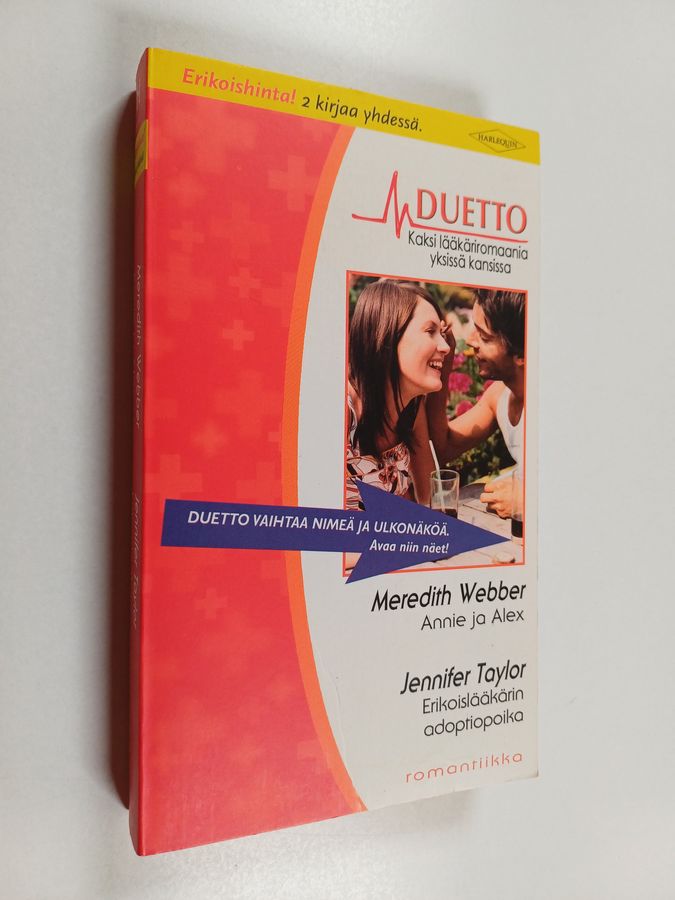 Erikoishinta! 2 kirjaa yhdessä.
HARLEQUIN
DUETTO
Kaksi lääkäriromaania
yksissä kansissa
DUETTO VAIHTAA NIMEÄ JA ULKONÄKÖÄ.
Avaa niin näet!
Meredith Webber
Annie ja Alex
Jennifer Taylor
Erikoislääkärin
adoptiopoika
romantiikka
Meredith Webber
Jennifer Taylor